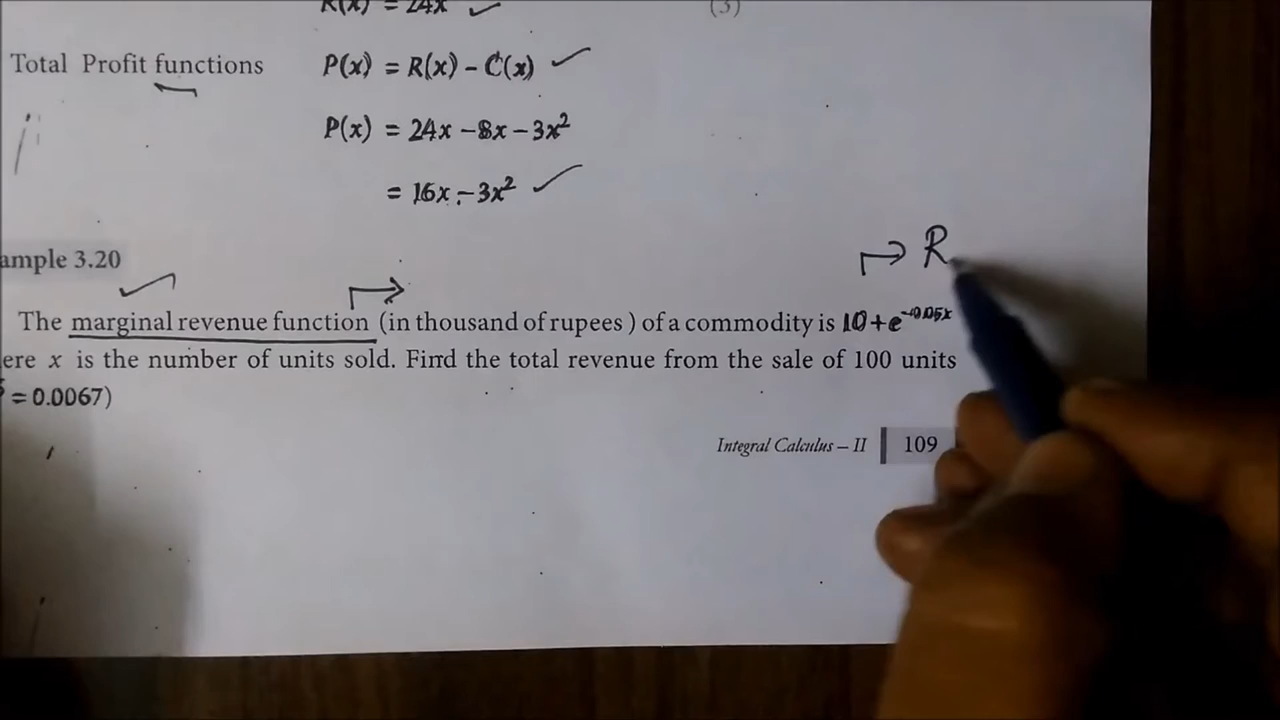 R(x) = 24x (3)
Total Profit functions P(x) = R(x) – C(x)
P(x) = 24x – 8x – 3x²
= 16x – 3x²
ample 3.20
R
The marginal revenue function (in thousand of rupees ) of a commodity is 10+e^–0.05x
ere x is the number of units sold. Find the total revenue from the sale of 100 units
= 0.0067)
Integral Calculus – II 109